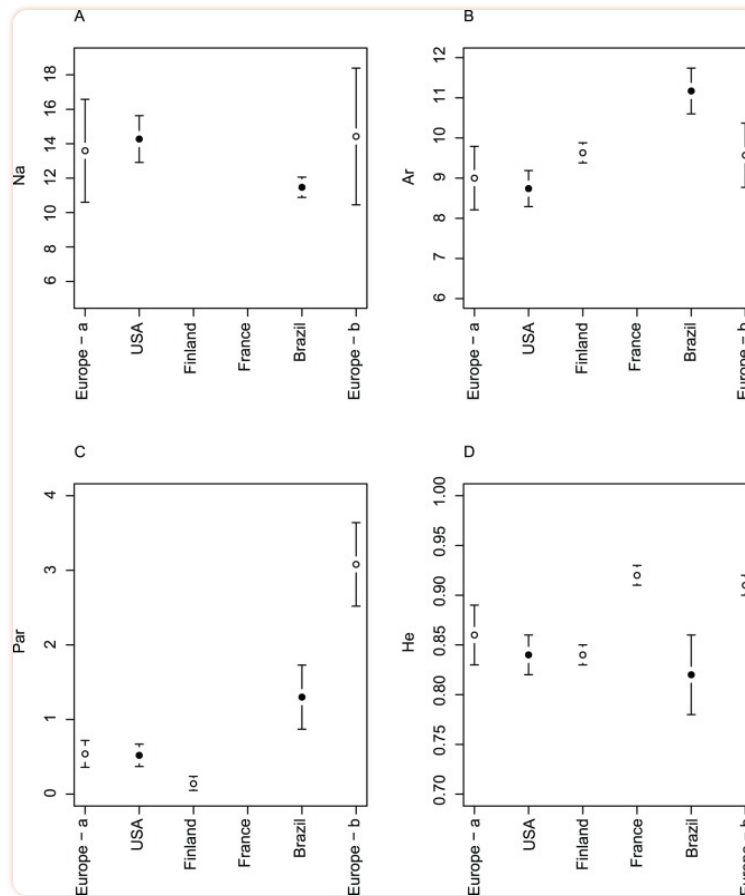 A
Na
18
16
14
12
10
8
6
Europe – a
USA
Finland
France
Brazil
Europe – b
B
Ar
12
11
10
9
8
7
6
Europe – a
USA
Finland
France
Brazil
Europe – b
C
Par
4
3
2
1
0
Europe – a
USA
Finland
France
Brazil
Europe – b
D
He
1.00
0.95
0.90
0.85
0.80
0.75
0.70
Europe – a
USA
Finland
France
Brazil
Europe – b